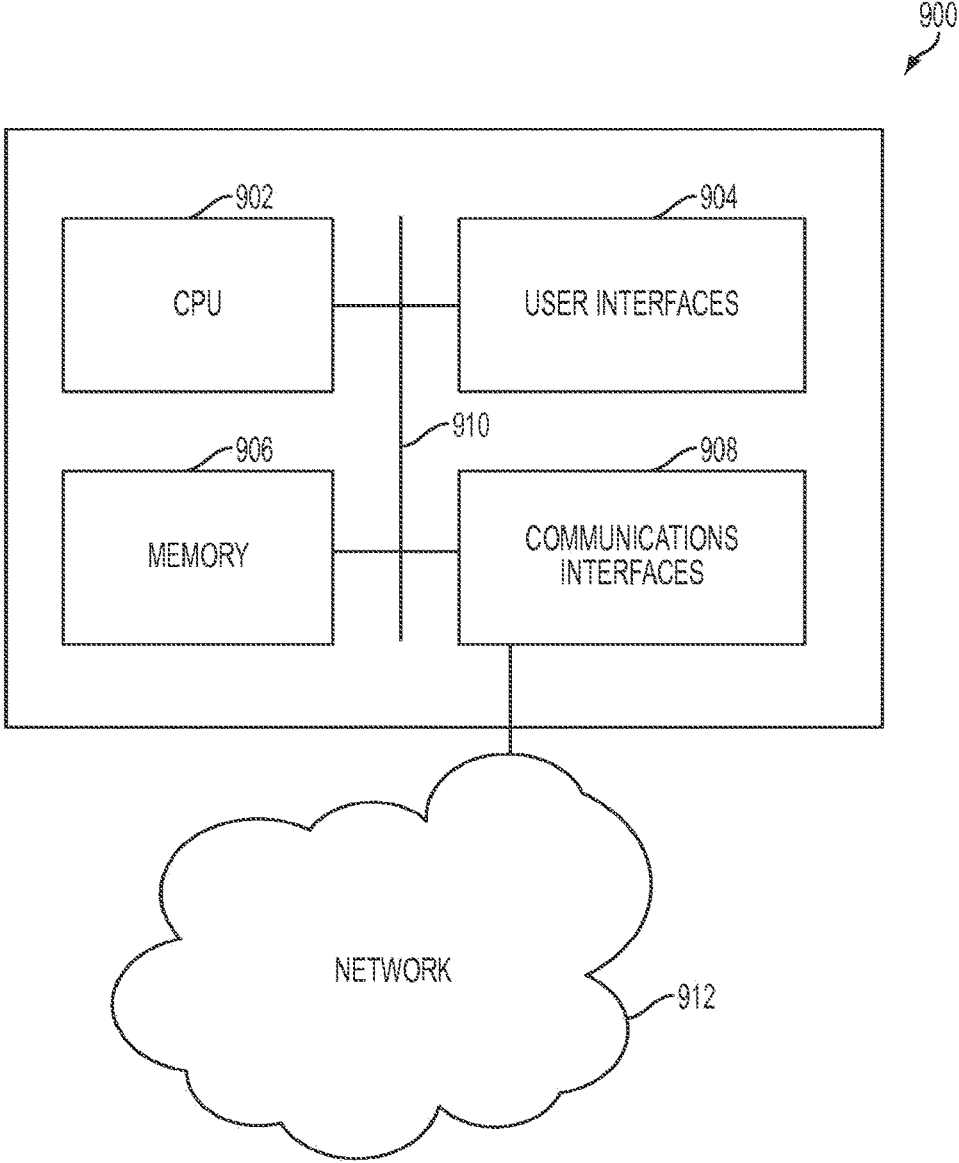 900
902
904
CPU
USER INTERFACES
910
906
908
MEMORY
COMMUNICATIONS
INTERFACES
NETWORK
912